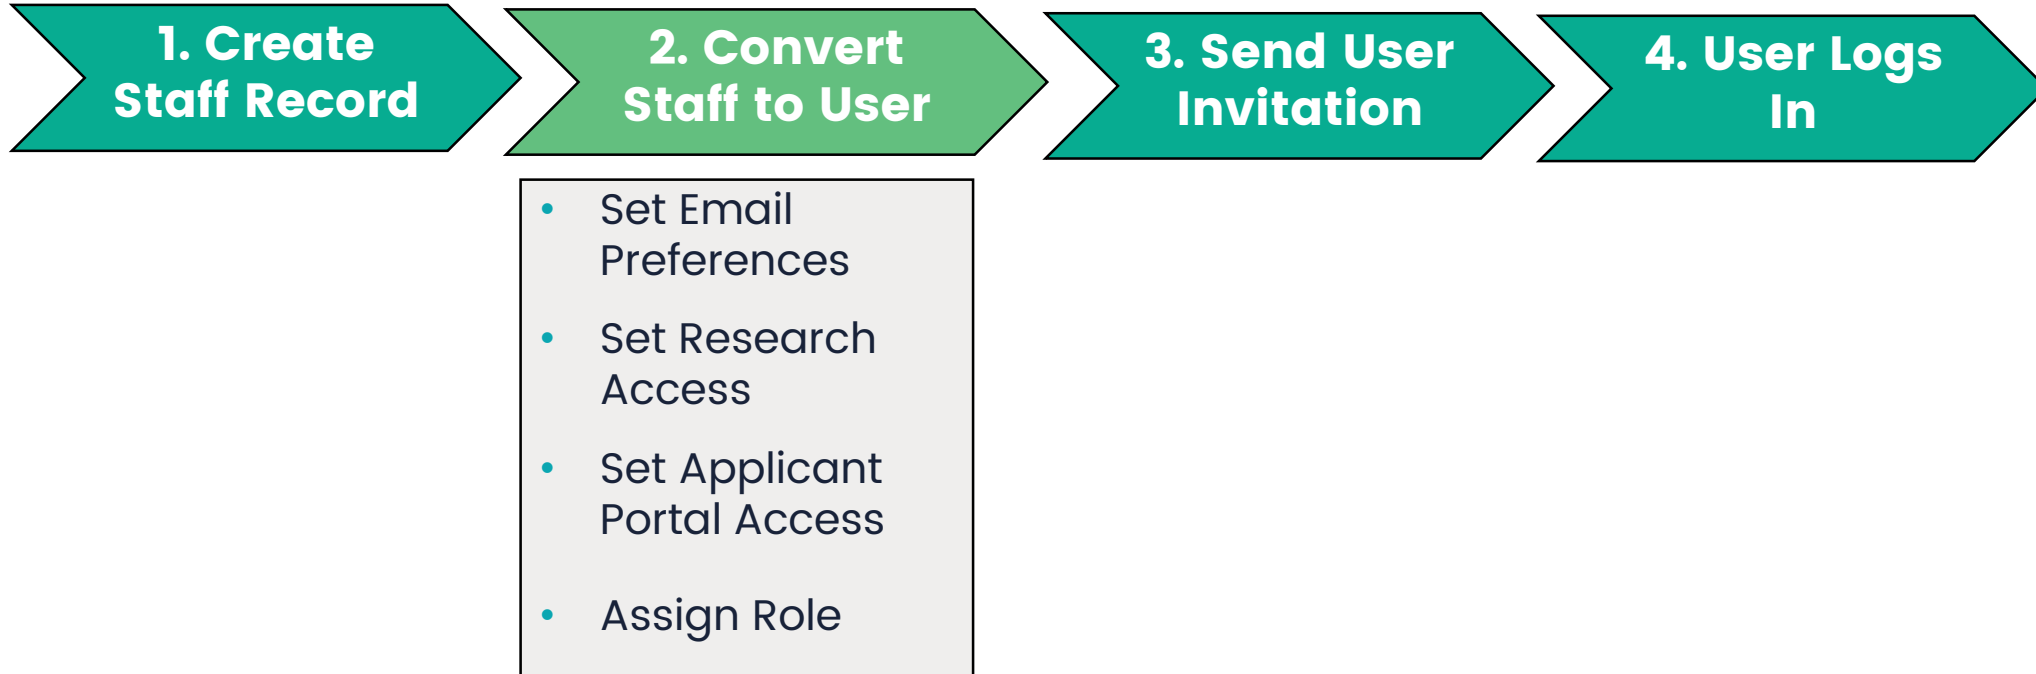 1. Create
Staff Record
2. Convert
Staff to User
3. Send User
Invitation
4. User Logs
In
• Set Email
Preferences
• Set Research
Access
• Set Applicant
Portal Access
• Assign Role